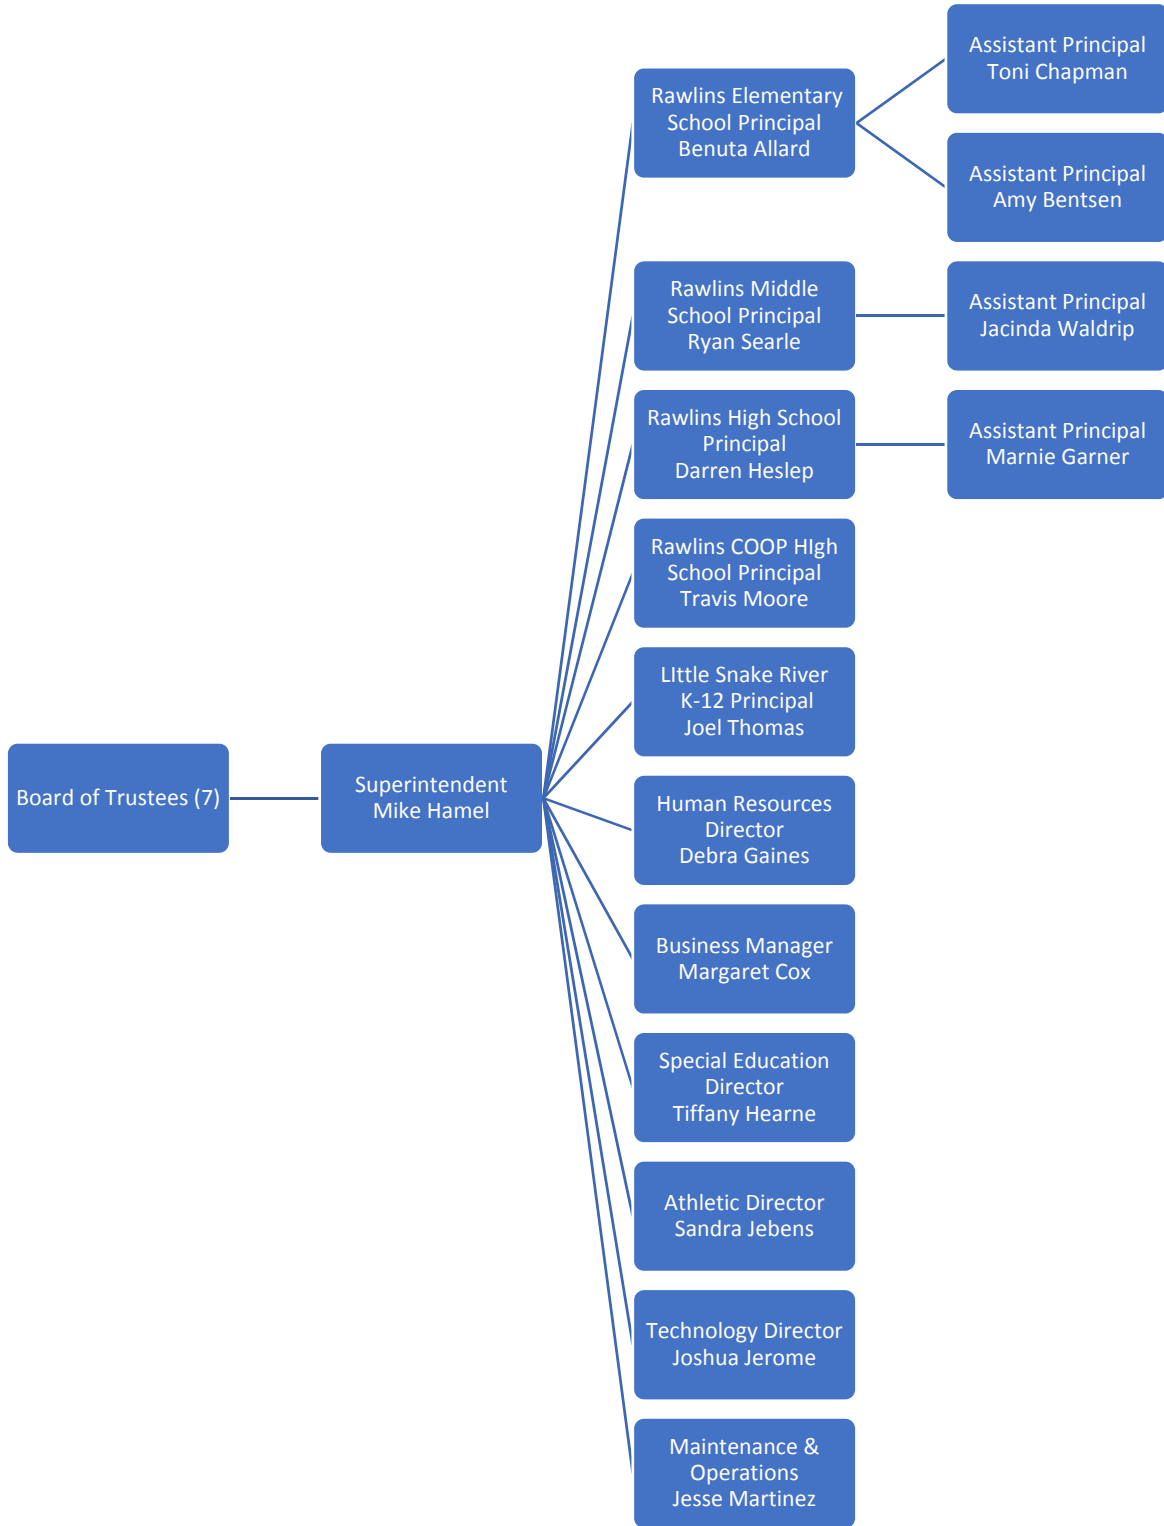 Board of Trustees (7)
Superintendent
Mike Hamel
Rawlins Elementary
School Principal
Benuta Allard
Assistant Principal
Toni Chapman
Assistant Principal
Amy Bentsen
Rawlins Middle
School Principal
Ryan Searle
Assistant Principal
Jacinda Waldrip
Rawlins High School
Principal
Darren Heslep
Assistant Principal
Marnie Garner
Rawlins COOP HIgh
School Principal
Travis Moore
LIttle Snake River
K-12 Principal
Joel Thomas
Human Resources
Director
Debra Gaines
Business Manager
Margaret Cox
Special Education
Director
Tiffany Hearne
Athletic Director
Sandra Jebens
Technology Director
Joshua Jerome
Maintenance &
Operations
Jesse Martinez